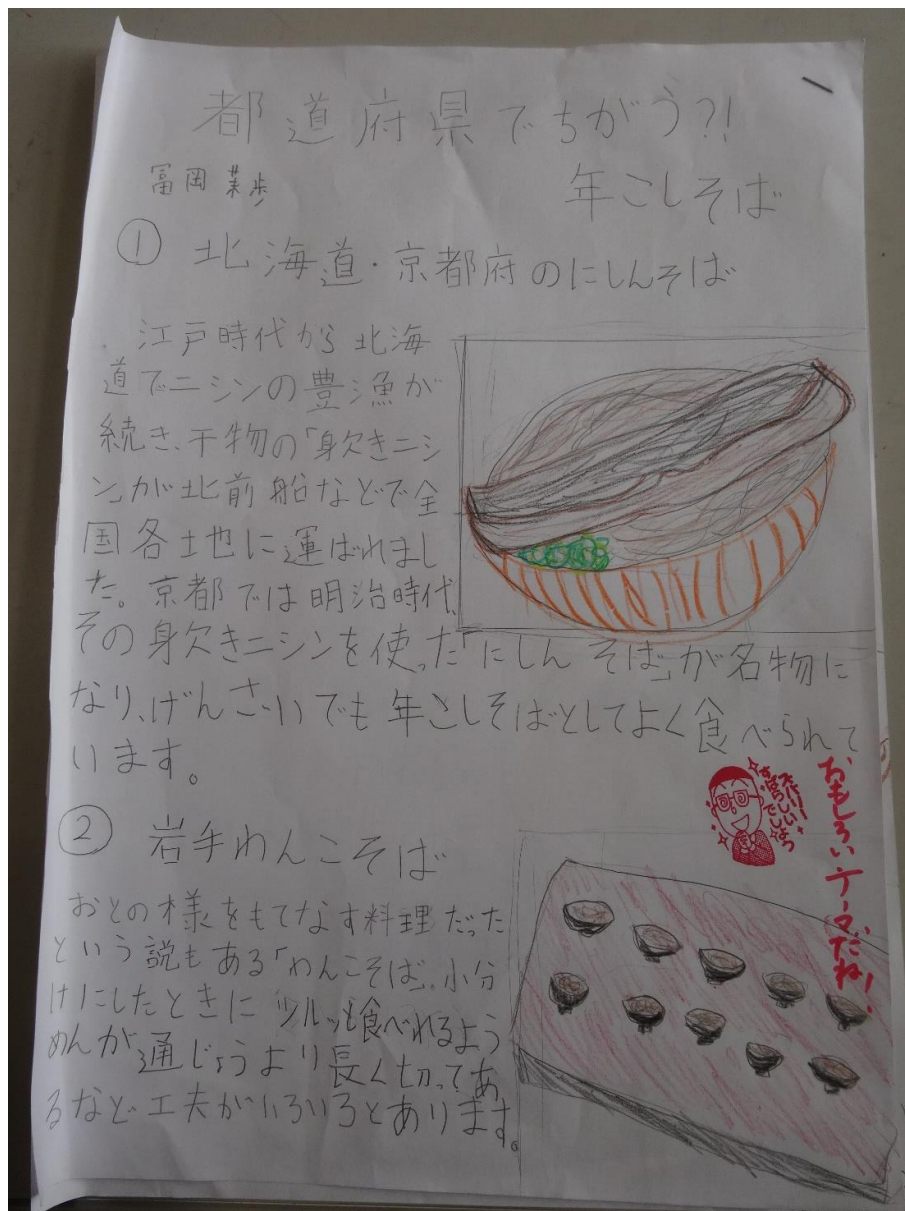 都道府県でちがう?!
年こしそば
冨岡
① 北海道・京都府のにしんそば
江戸時代から北海
道でニシンの豊漁が
続き、干物の「身欠きニシ
ン」が北前船などで全
国各地に運ばれまし
た。京都では明治時代、
その身欠きニシンを使った「にしんそば」が名物に
なり、げんざいでも年こしそばとしてよく食べられて
います。
② 岩手わんこそば
おとの様をもてなす料理だった
という説もある「わんこそば」。小分
けにしたときにツルッと食べれるよう
めんが通じょうより長く切ってあ
るなど工夫がいろいろとあります。
すばらしいでしょう
おもしろいテーマだね!